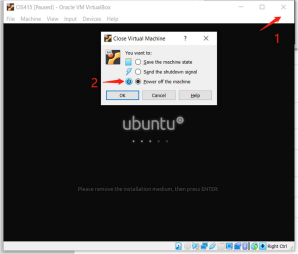 CIS415 [Paused] - Oracle VM VirtualBox
File Machine View Input Devices Help
1
Close Virtual Machine
You want to:
Save the machine state
Send the shutdown signal
2
Power off the machine
OK Cancel Help
ubuntu
Please remove the installation medium, then press ENTER
Right Ctrl